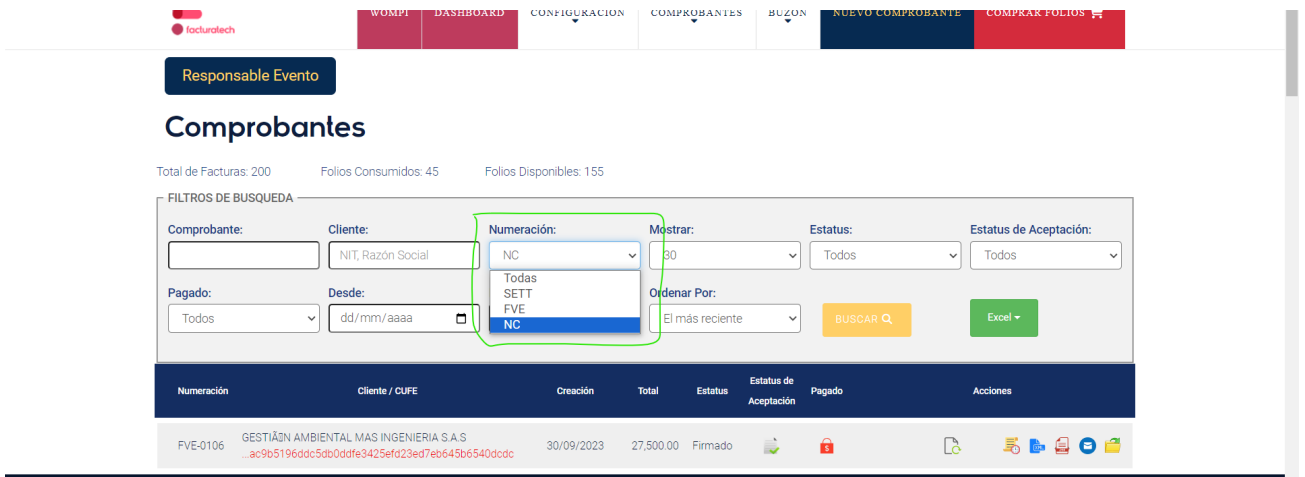 WOMPI DASHBOARD CONFIGURACION COMPROBANTES BUZON NUEVO COMPROBANTE COMPRAR FOLIOS
facturatech
Responsable Evento
Comprobantes
Total de Facturas: 200 Folios Consumidos: 45 Folios Disponibles: 155
FILTROS DE BUSQUEDA
Comprobante: Cliente: Numeración: Mostrar: Estatus: Estatus de Aceptación:
NIT, Razón Social NC 30 Todos Todos
Todas
SETT
FVE
NC
Pagado: Desde: Ordenar Por:
Todos dd/mm/aaaa El más reciente BUSCAR Excel
Numeración Cliente / CUFE Creación Total Estatus Estatus de Aceptación Pagado Acciones
FVE-0106 GESTIÃ▯N AMBIENTAL MAS INGENIERIA S.A.S 30/09/2023 27,500.00 Firmado
...ac9b5196ddc5db0ddfe3425efd23ed7eb645b6540dcdc